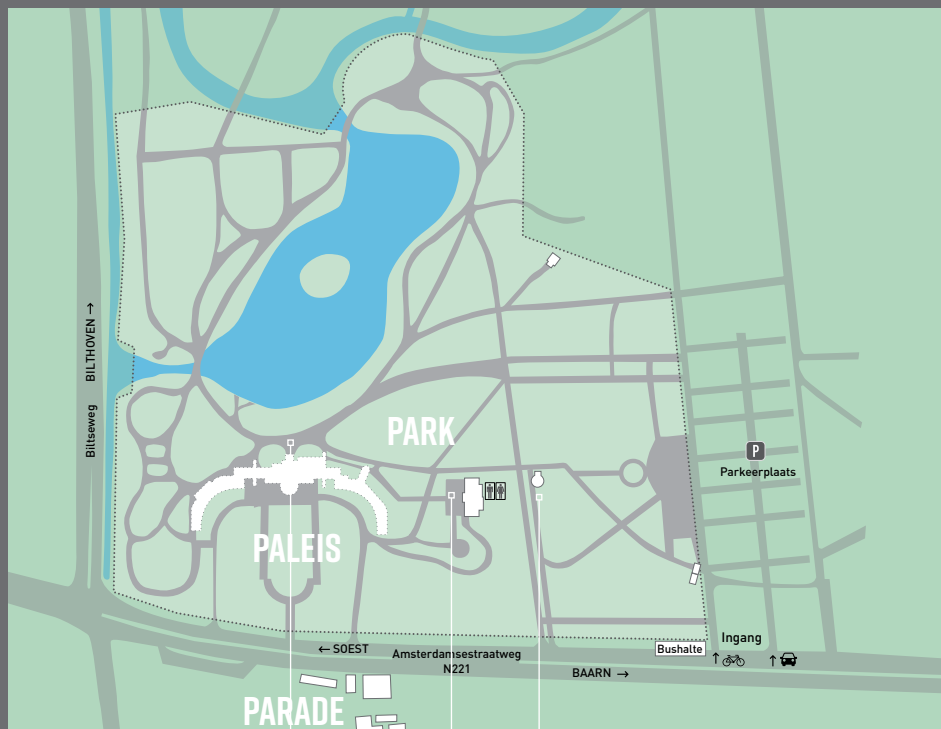 BILTHOVEN →
Biltseweg
PARK
P
Parkeerplaats
PALEIS
← SOEST
Amsterdamsestraatweg
N221
BAARN →
Bushalte
Ingang
PARADE